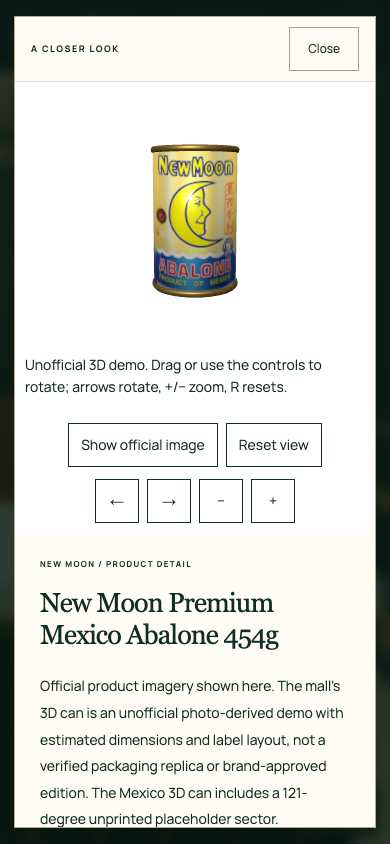 A CLOSER LOOK
Close
New Moon
ABALONE
PRODUCT OF MEXICO
Unofficial 3D demo. Drag or use the controls to
rotate; arrows rotate, +/− zoom, R resets.
Show official image
Reset view
← → − +
NEW MOON / PRODUCT DETAIL
New Moon Premium
Mexico Abalone 454g
Official product imagery shown here. The mall's
3D can is an unofficial photo-derived demo with
estimated dimensions and label layout, not a
verified packaging replica or brand-approved
edition. The Mexico 3D can includes a 121-
degree unprinted placeholder sector.